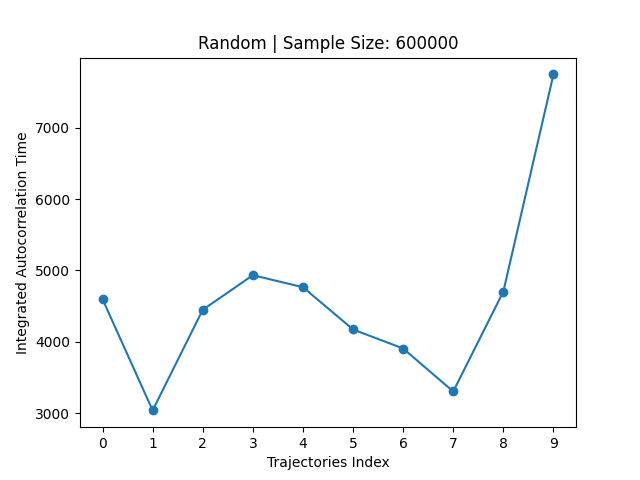 Random | Sample Size: 600000
Integrated Autocorrelation Time
7000
6000
5000
4000
3000
0 1 2 3 4 5 6 7 8 9
Trajectories Index